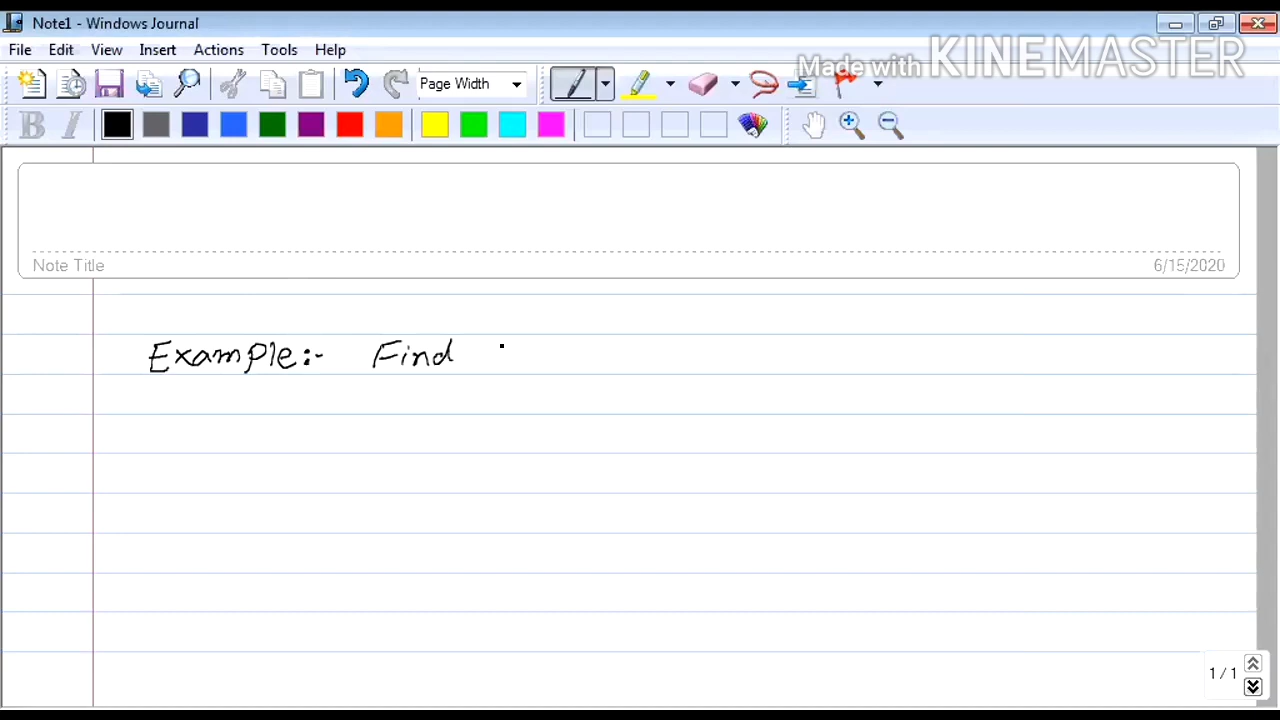 Note1 - Windows Journal
File Edit View Insert Actions Tools Help
Made with KINEMASTER
Page Width
B I
Note Title
6/15/2020
Example:- Find
1 / 1